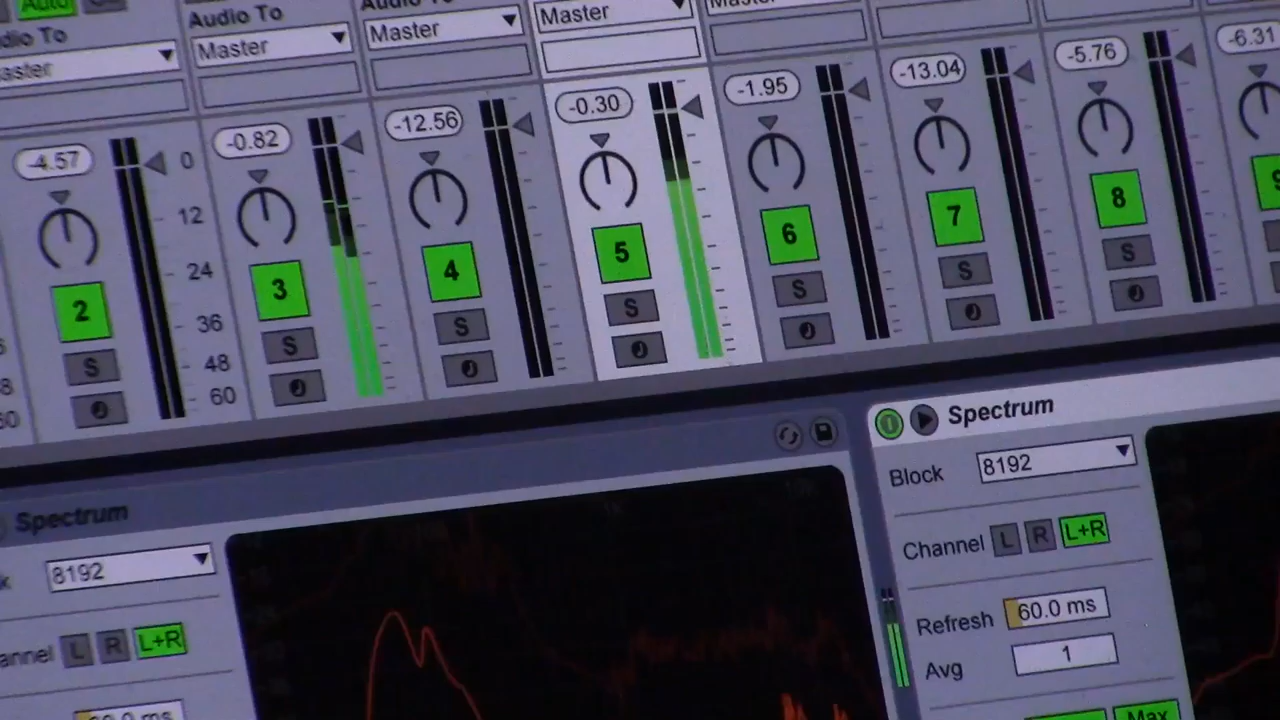 Auto
Audio To
Audio To
Master
Master
Master
-4.57
-0.82
-12.56
-0.30
-1.95
-13.04
-5.76
-6.31
0
12
24
36
48
60
2
3
4
5
6
7
8
9
S
S
S
S
S
S
S
Spectrum
8192
L R L+R
Spectrum
Block
8192
Channel L R L+R
Refresh
60.0 ms
Avg
1
Max